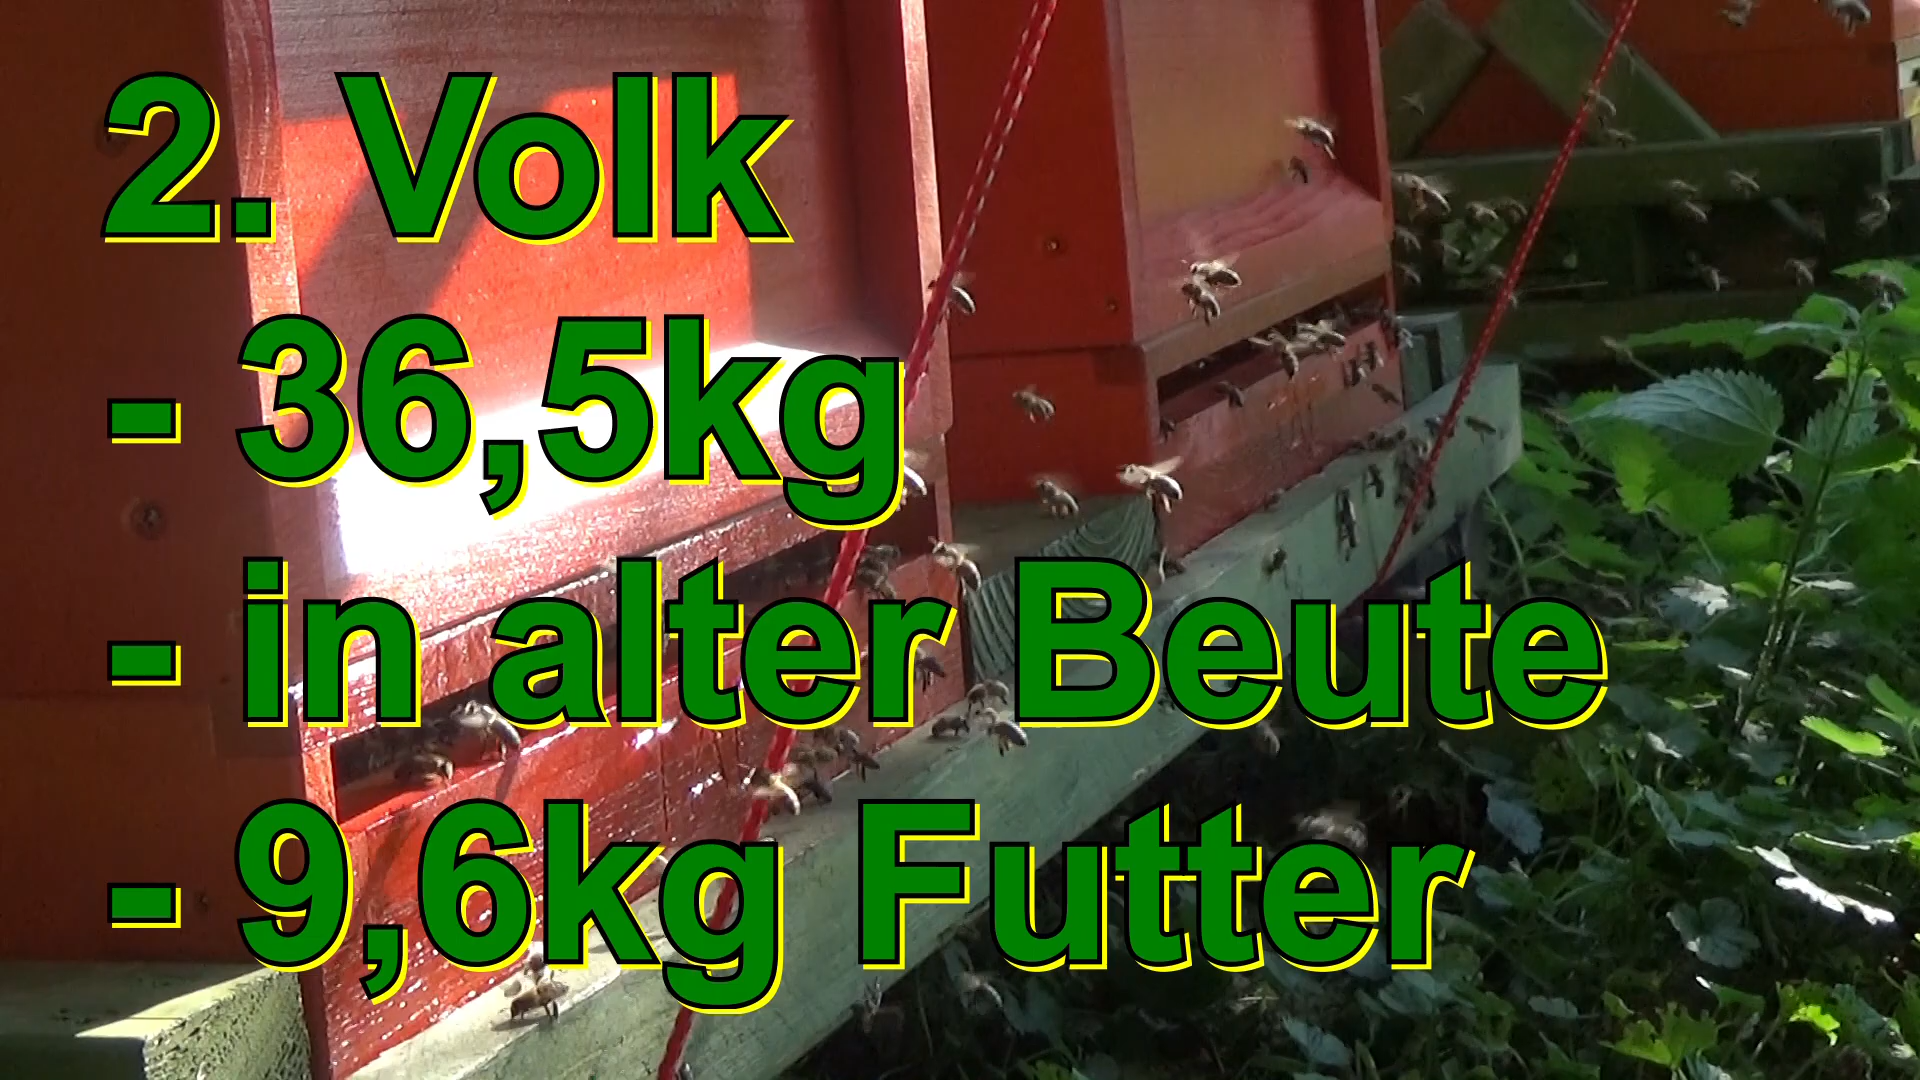 2. Volk
- 36,5kg
- in alter Beute
- 9,6kg Futter